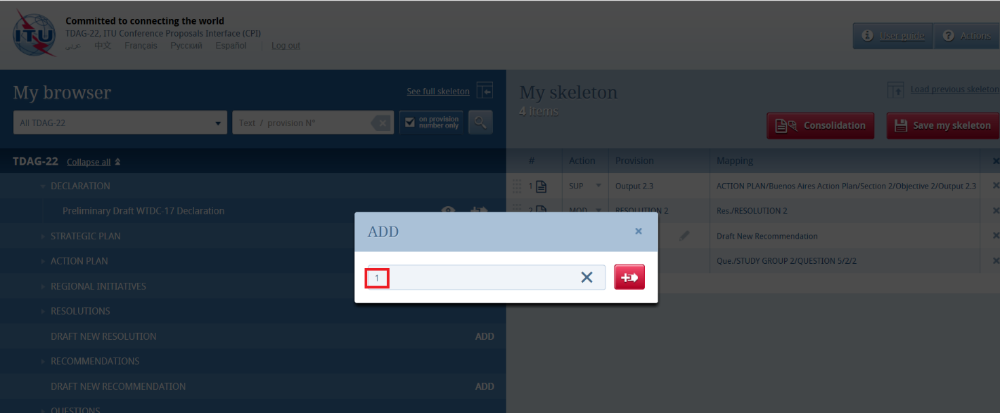 ITU
Committed to connecting the world
TDAG-22, ITU Conference Proposals Interface (CPI)
عربي 中文 Français Русский Español Log out
User guide
Actions
My browser
See full skeleton
All TDAG-22
Text / provision N°
on provision
number only
TDAG-22 Collapse all
DECLARATION
Preliminary Draft WTDC-17 Declaration
STRATEGIC PLAN
ACTION PLAN
REGIONAL INITIATIVES
RESOLUTIONS
DRAFT NEW RESOLUTION ADD
RECOMMENDATIONS
DRAFT NEW RECOMMENDATION ADD
QUESTIONS
My skeleton
4 items
Load previous skeleton
Consolidation
Save my skeleton
# Action Provision Mapping
1 SUP Output 2.3 ACTION PLAN/Buenos Aires Action Plan/Section 2/Objective 2/Output 2.3
2 MOD RESOLUTION 2 Res./RESOLUTION 2
Draft New Recommendation
Que./STUDY GROUP 2/QUESTION 5/2/2
ADD
1